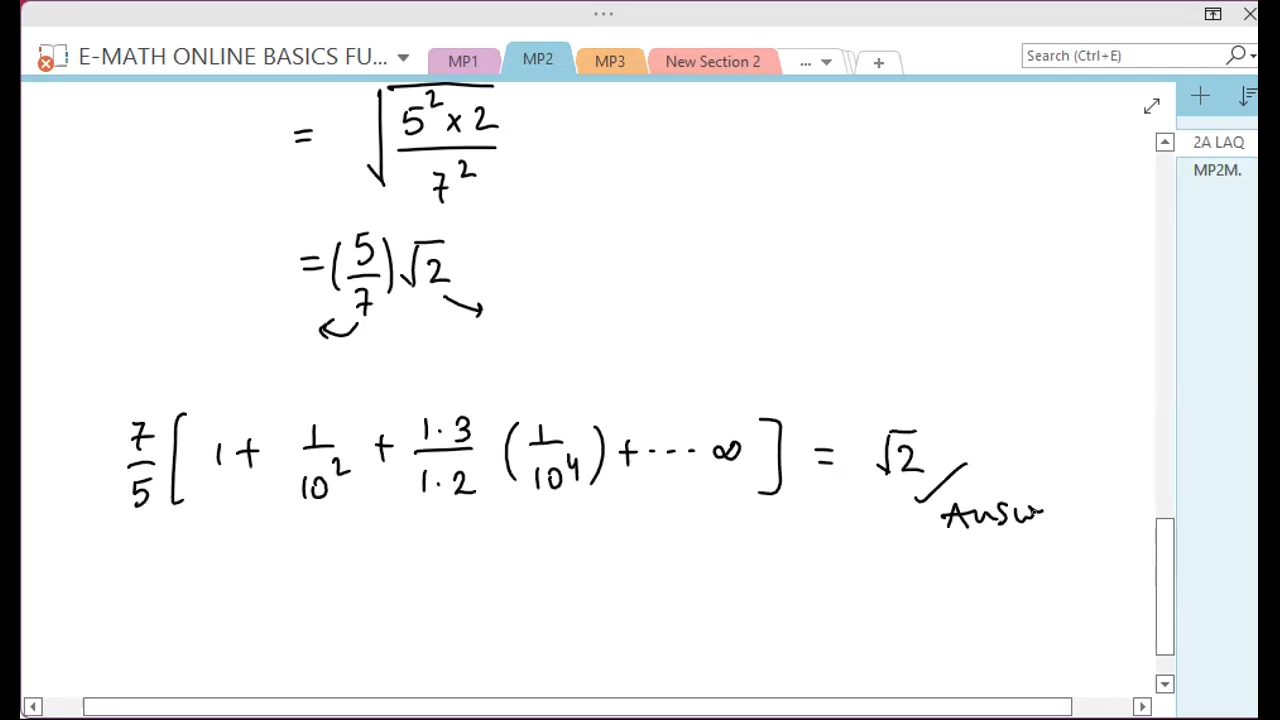 ...
E-MATH ONLINE BASICS FU... MP1 MP2 MP3 New Section 2 ... + Search (Ctrl+E)
2A LAQ
MP2M.
= √(5² × 2 / 7²)
= (5/7) √2
7/5 [ 1 + 1/10² + 1·3/1·2 (1/10⁴) + --- ∞ ] = √2
Answ